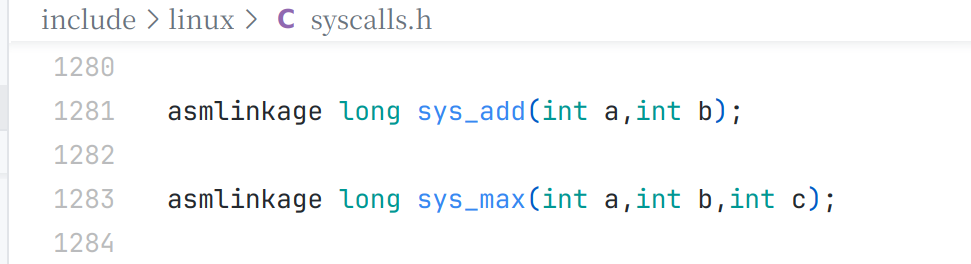 include > linux > C syscalls.h
1280
1281 asmlinkage long sys_add(int a,int b);
1282
1283 asmlinkage long sys_max(int a,int b,int c);
1284